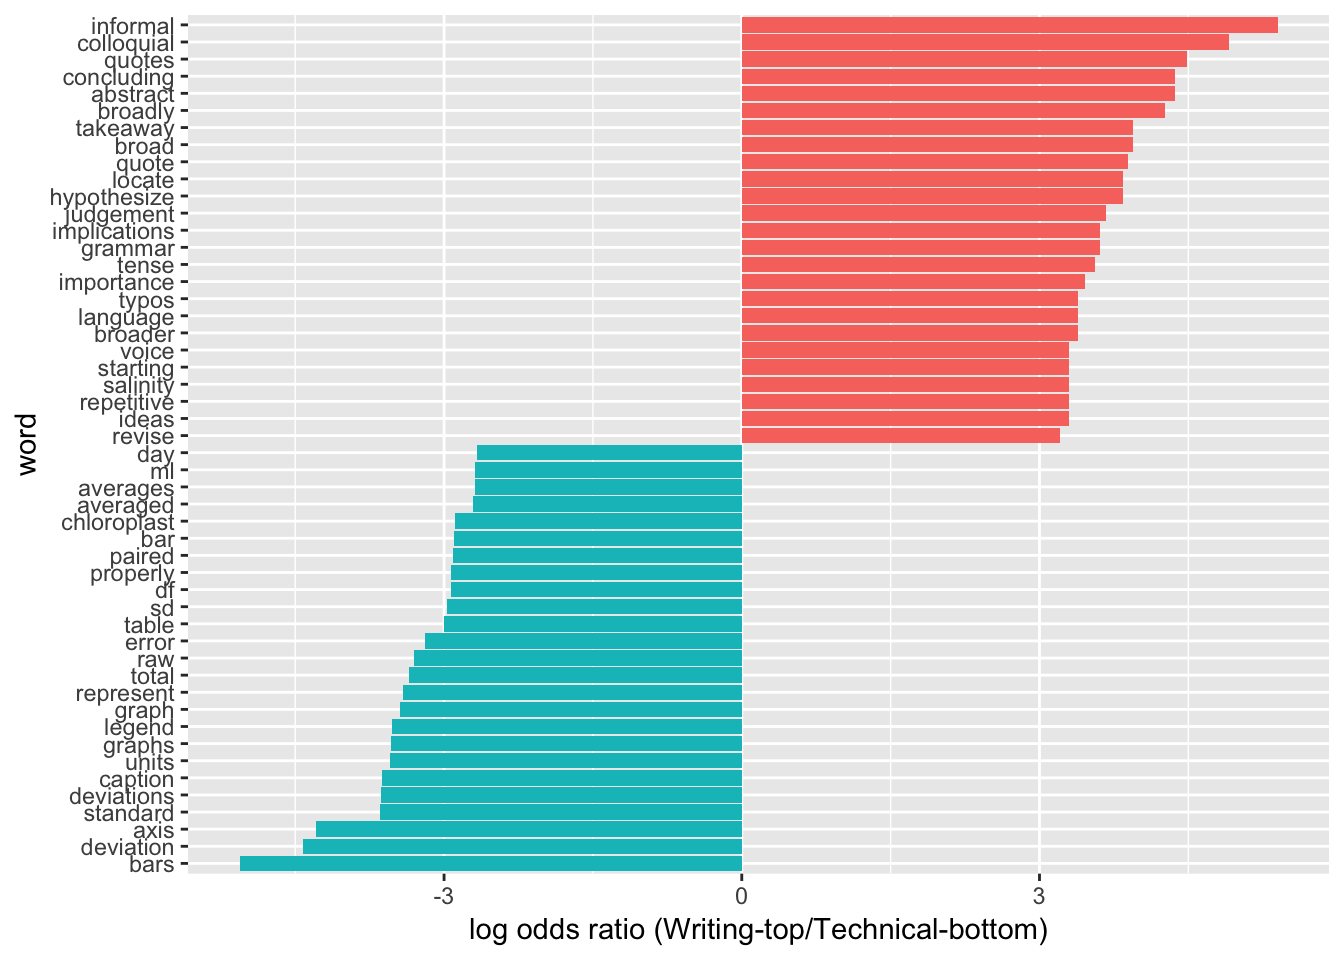 informal
colloquial
quotes
concluding
abstract
broadly
takeaway
broad
quote
locate
hypothesize
judgement
implications
grammar
tense
importance
typos
language
broader
voice
starting
salinity
repetitive
ideas
revise
day
ml
averages
averaged
chloroplast
bar
paired
properly
df
sd
table
error
raw
total
represent
graph
legend
graphs
units
caption
deviations
standard
axis
deviation
bars
word
-3 0 3
log odds ratio (Writing-top/Technical-bottom)